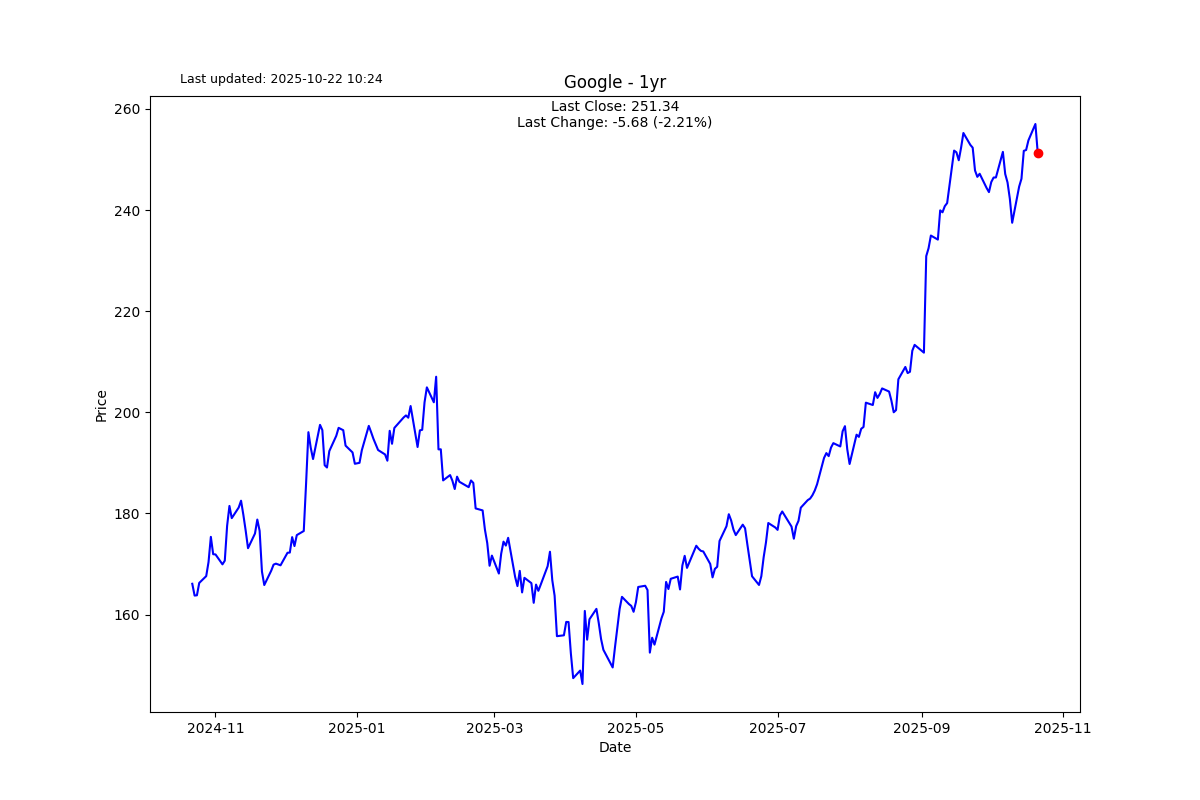 Last updated: 2025-10-22 10:24
Google - 1yr
Last Close: 251.34
Last Change: -5.68 (-2.21%)
260
240
220
200
180
160
Price
2024-11
2025-01
2025-03
2025-05
2025-07
2025-09
2025-11
Date